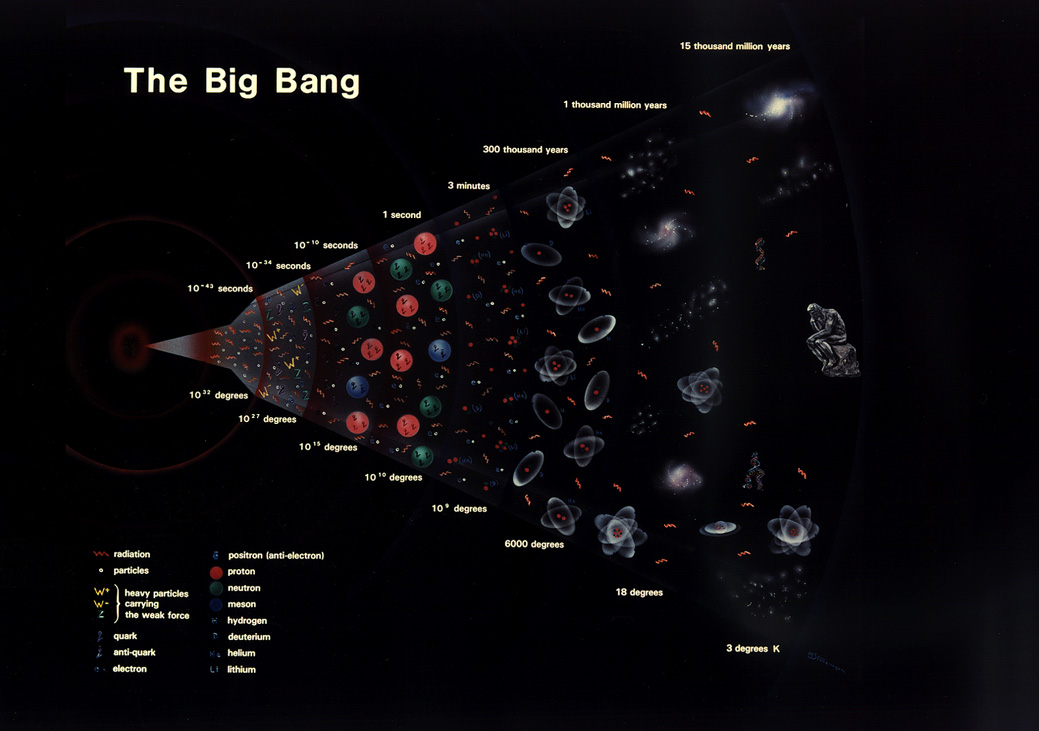 The Big Bang
15 thousand million years
1 thousand million years
300 thousand years
3 minutes
1 second
10⁻¹⁰ seconds
10⁻³⁴ seconds
10⁻⁴³ seconds
10³² degrees
10²⁷ degrees
10¹⁵ degrees
10¹⁰ degrees
10⁹ degrees
6000 degrees
18 degrees
3 degrees K
W⁻
Z
W⁺
W⁺
Z
W
radiation
particles
W⁺
W⁻
Z
heavy particles
carrying
the weak force
quark
anti-quark
electron
positron (anti-electron)
proton
neutron
meson
H hydrogen
D deuterium
He helium
Li lithium